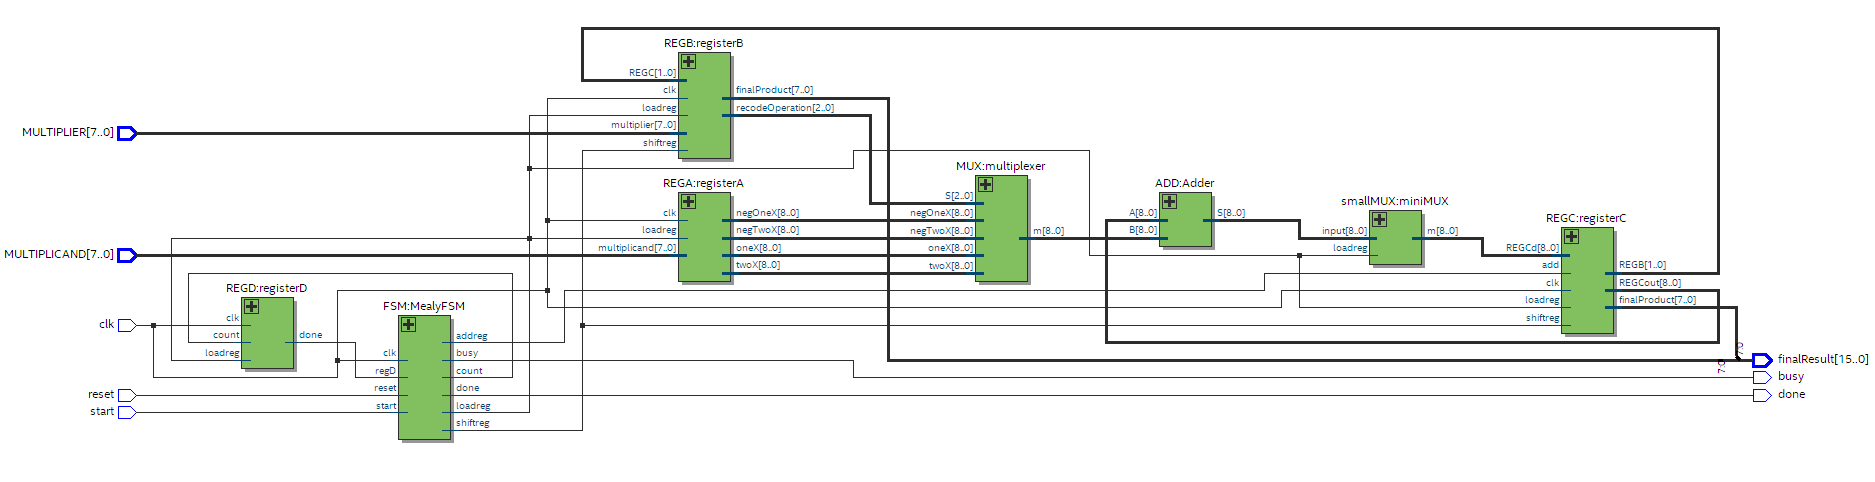 REGB:registerB
REGC[1..0]
clk
loadreg
multiplier[7..0]
shiftreg
finalProduct[7..0]
recodeOperation[2..0]
MULTIPLIER[7..0]
REGA:registerA
clk
loadreg
multiplicand[7..0]
negOneX[8..0]
negTwoX[8..0]
oneX[8..0]
twoX[8..0]
MULTIPLICAND[7..0]
MUX:multiplexer
S[2..0]
negOneX[8..0]
negTwoX[8..0]
oneX[8..0]
twoX[8..0]
m[8..0]
ADD:Adder
A[8..0]
B[8..0]
S[8..0]
smallMUX:miniMUX
input[8..0]
loadreg
m[8..0]
REGC:registerC
REGCd[8..0]
add
clk
loadreg
shiftreg
REGB[1..0]
REGCout[8..0]
finalProduct[7..0]
REGD:registerD
clk
count
loadreg
done
FSM:MealyFSM
clk
regD
reset
start
addreg
busy
count
done
loadreg
shiftreg
clk
reset
start
7:0
7:0
finalResult[15..0]
busy
done